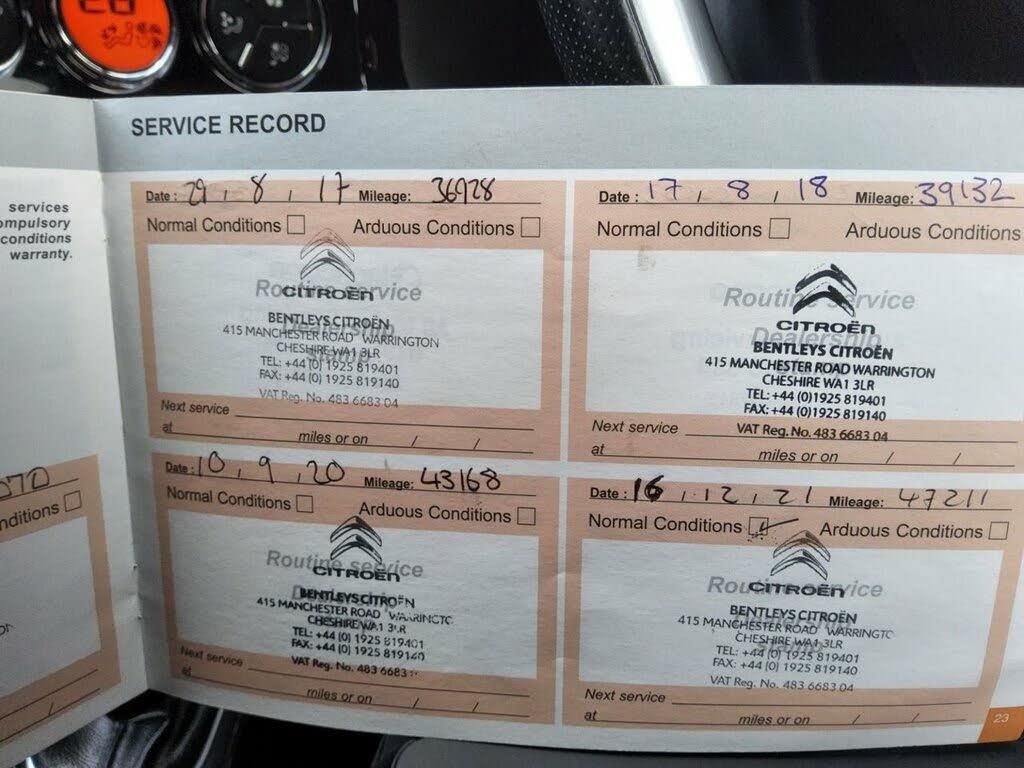 SERVICE RECORD
services
compulsory
conditions
warranty.
Date: 29, 8, 17 Mileage: 36928
Normal Conditions Arduous Conditions
Routine service
CITROËN
Dealership
BENTLEYS CITROËN
415 MANCHESTER ROAD WARRINGTON
CHESHIRE WA1 3LR
TEL: +44 (0) 1925 819401
FAX: +44 (0) 1925 819140
VAT Reg. No. 483 6683 04
Next service
at miles or on / /
Date: 17, 8, 18 Mileage: 39132
Normal Conditions Arduous Conditions
Routine service
CITROËN
Dealership
BENTLEYS CITROËN
415 MANCHESTER ROAD WARRINGTON
CHESHIRE WA1 3LR
TEL: +44 (0)1925 819401
FAX: +44 (0)1925 819140
VAT Reg. No. 483 6683 04
Next service
at miles or on / /
070
nditions
Date: 10, 9, 20 Mileage: 43168
Normal Conditions Arduous Conditions
Routine service
CITROËN
BENTLEYS CITROËN
415 MANCHESTER ROAD WARRINGTC
CHESHIRE WA1 3LR
TEL: +44 (0) 1925 819401
FAX: +44 (0) 1925 819140
VAT Reg. No. 483 6683
Next service
at miles or on / /
Date: 16, 12, 21 Mileage: 47211
Normal Conditions Arduous Conditions
Routine service
CITROËN
BENTLEYS CITROËN
415 MANCHESTER ROAD WARRINGTC
CHESHIRE WA1 3LR
TEL: +44 (0) 1925 819401
FAX: +44 (0) 1925 819140
VAT Reg. No. 483 6683 04
Next service
at miles or on / /
23